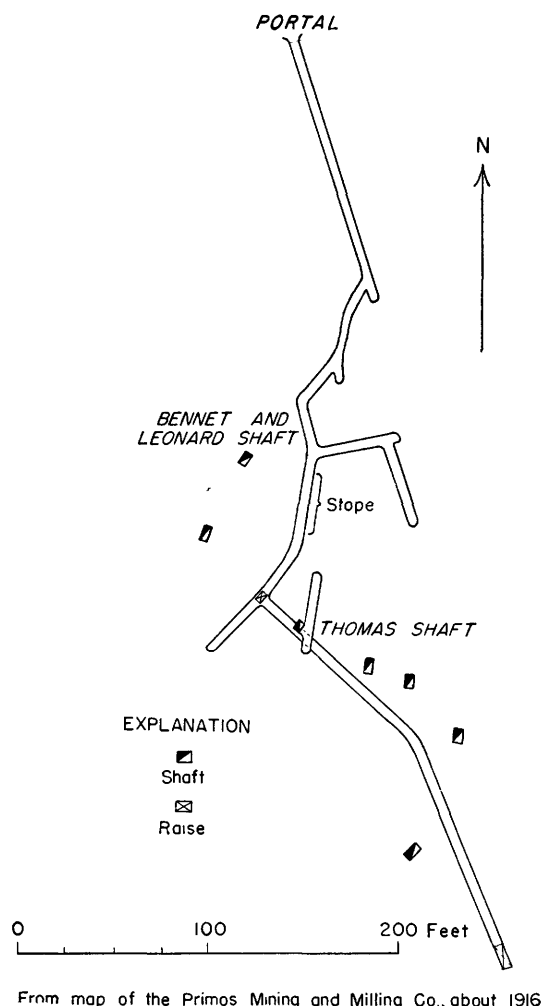 PORTAL
N
BENNET AND
LEONARD SHAFT
Stope
THOMAS SHAFT
EXPLANATION
Shaft
Raise
0 100 200 Feet
From map of the Primos Mining and Milling Co., about 1916